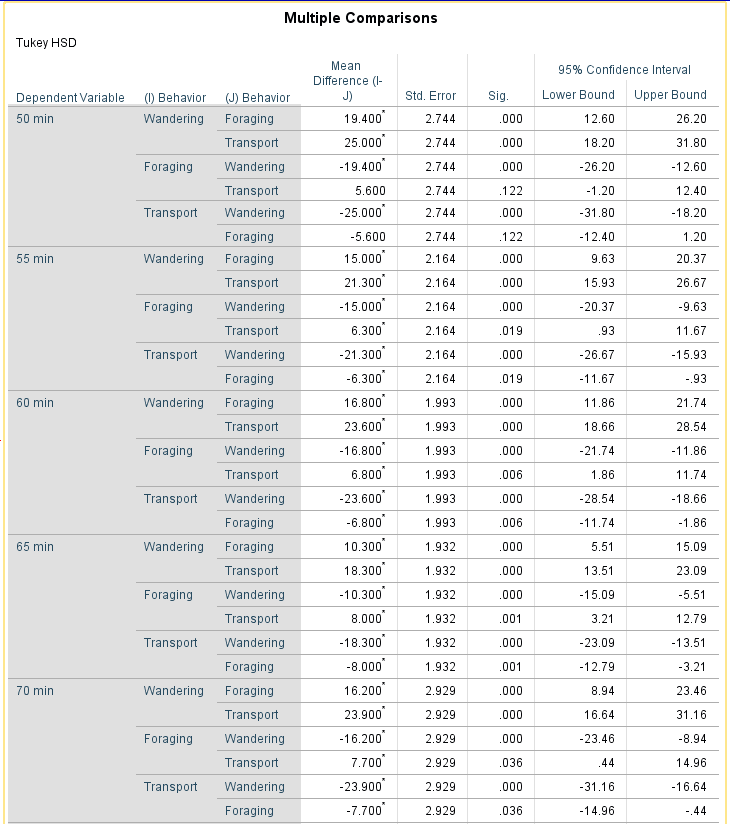 Multiple Comparisons
Tukey HSD
Dependent Variable (I) Behavior (J) Behavior Mean Difference (I-J) Std. Error Sig. 95% Confidence Interval Lower Bound Upper Bound
50 min Wandering Foraging 19.400* 2.744 .000 12.60 26.20
Transport 25.000* 2.744 .000 18.20 31.80
Foraging Wandering -19.400* 2.744 .000 -26.20 -12.60
Transport 5.600 2.744 .122 -1.20 12.40
Transport Wandering -25.000* 2.744 .000 -31.80 -18.20
Foraging -5.600 2.744 .122 -12.40 1.20
55 min Wandering Foraging 15.000* 2.164 .000 9.63 20.37
Transport 21.300* 2.164 .000 15.93 26.67
Foraging Wandering -15.000* 2.164 .000 -20.37 -9.63
Transport 6.300* 2.164 .019 .93 11.67
Transport Wandering -21.300* 2.164 .000 -26.67 -15.93
Foraging -6.300* 2.164 .019 -11.67 -.93
60 min Wandering Foraging 16.800* 1.993 .000 11.86 21.74
Transport 23.600* 1.993 .000 18.66 28.54
Foraging Wandering -16.800* 1.993 .000 -21.74 -11.86
Transport 6.800* 1.993 .006 1.86 11.74
Transport Wandering -23.600* 1.993 .000 -28.54 -18.66
Foraging -6.800* 1.993 .006 -11.74 -1.86
65 min Wandering Foraging 10.300* 1.932 .000 5.51 15.09
Transport 18.300* 1.932 .000 13.51 23.09
Foraging Wandering -10.300* 1.932 .000 -15.09 -5.51
Transport 8.000* 1.932 .001 3.21 12.79
Transport Wandering -18.300* 1.932 .000 -23.09 -13.51
Foraging -8.000* 1.932 .001 -12.79 -3.21
70 min Wandering Foraging 16.200* 2.929 .000 8.94 23.46
Transport 23.900* 2.929 .000 16.64 31.16
Foraging Wandering -16.200* 2.929 .000 -23.46 -8.94
Transport 7.700* 2.929 .036 .44 14.96
Transport Wandering -23.900* 2.929 .000 -31.16 -16.64
Foraging -7.700* 2.929 .036 -14.96 -.44